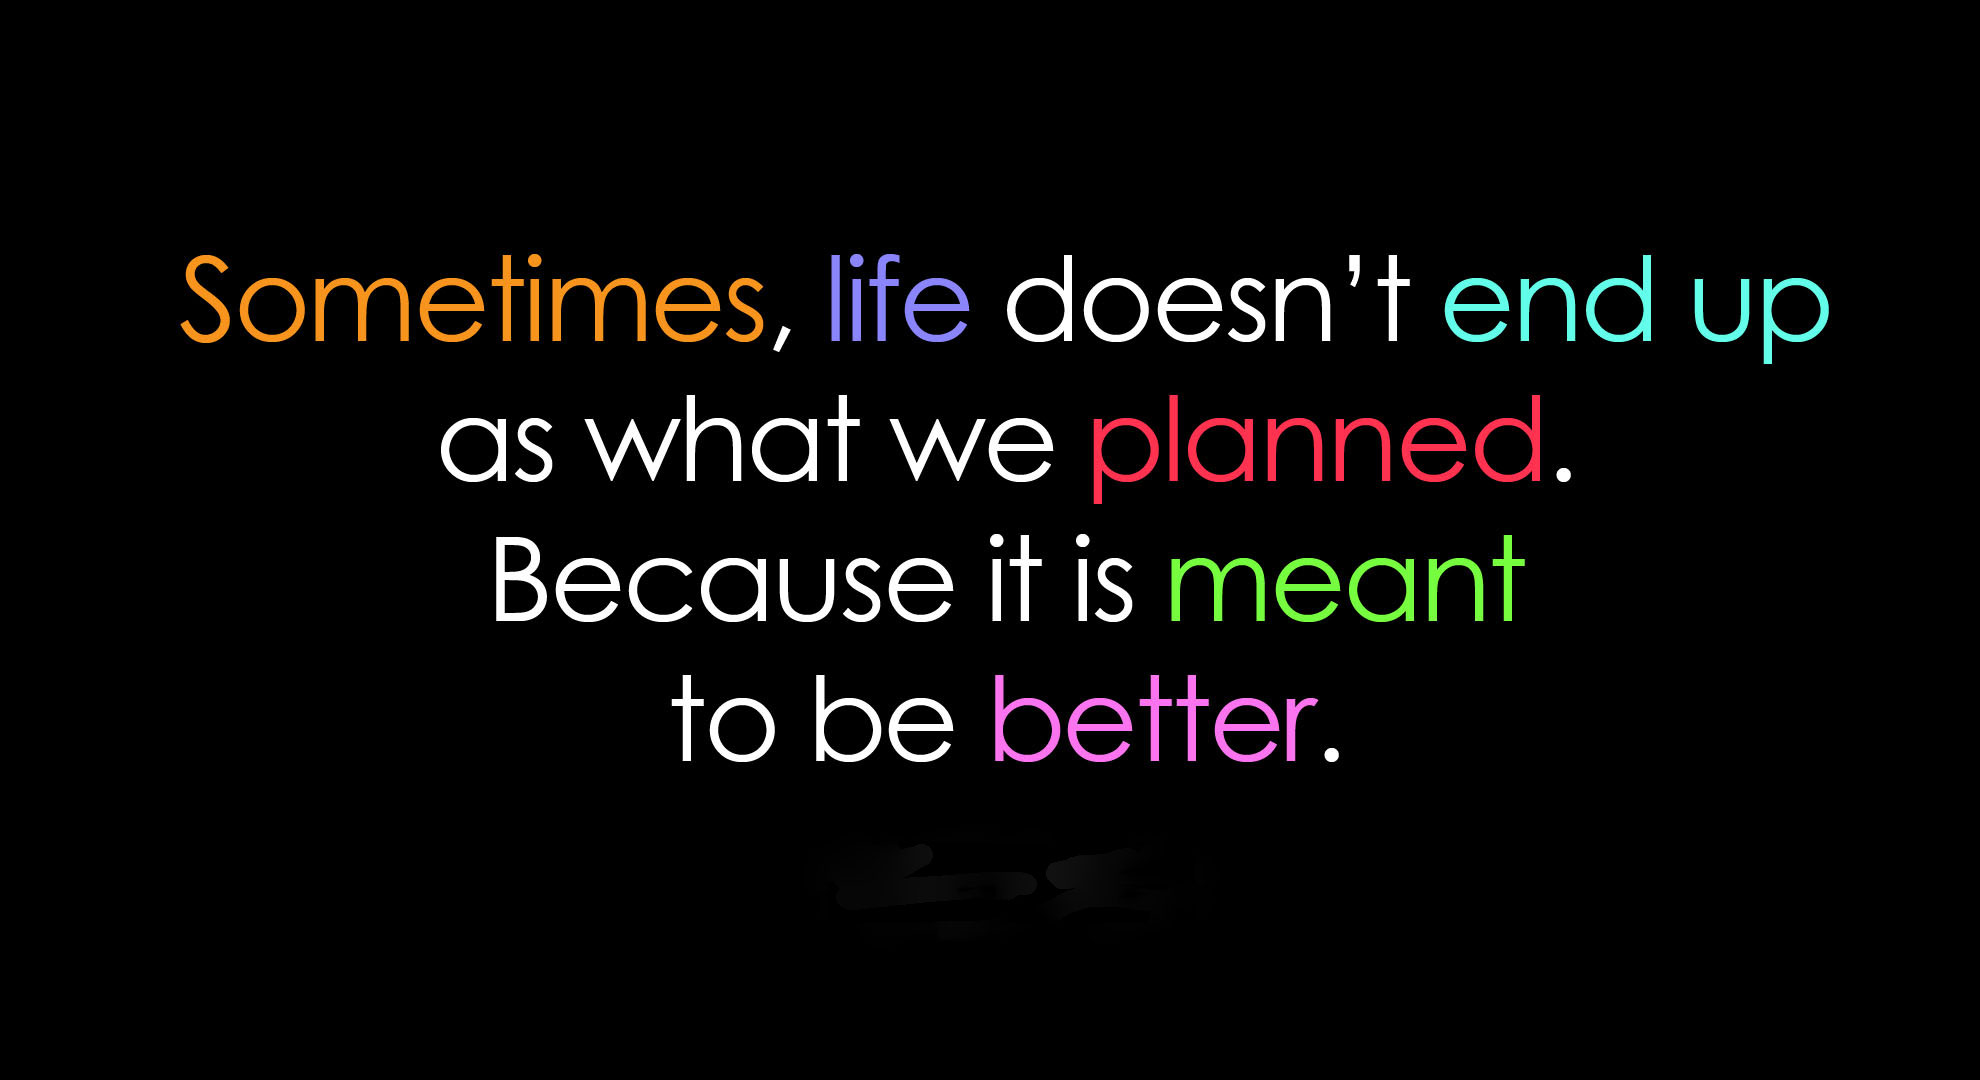 Sometimes, life doesn’t end up
as what we planned.
Because it is meant
to be better.